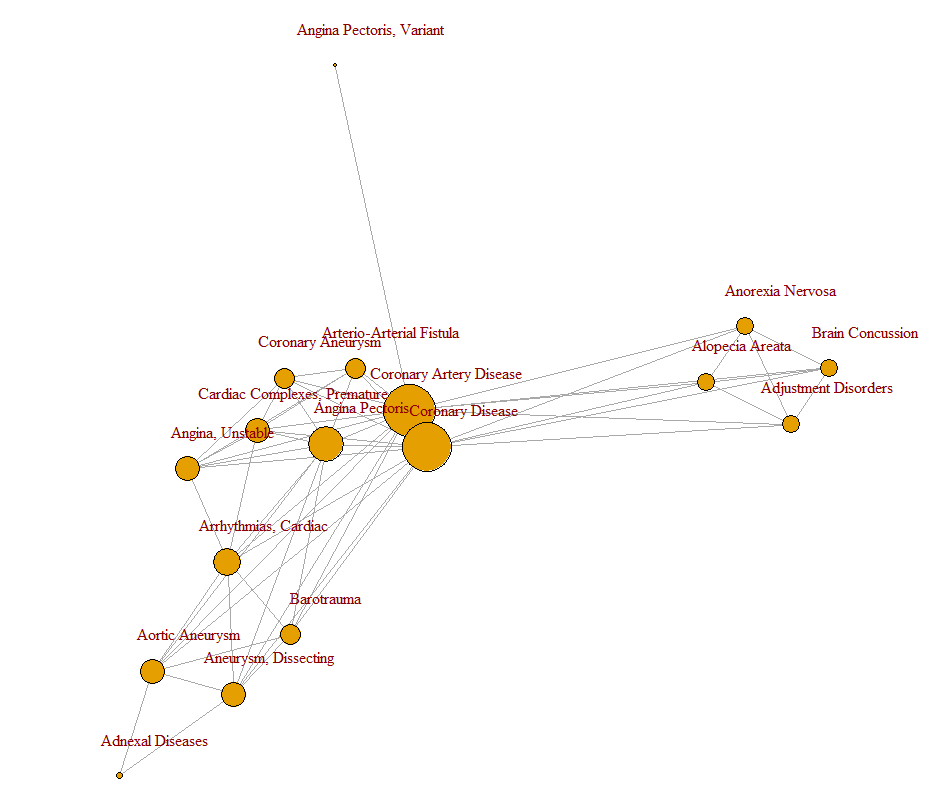 Angina Pectoris, Variant
Anorexia Nervosa
Arterio-Arterial Fistula
Brain Concussion
Coronary Aneurysm
Alopecia Areata
Coronary Artery Disease
Adjustment Disorders
Cardiac Complexes, Premature
Angina Pectoris
Coronary Disease
Angina, Unstable
Arrhythmias, Cardiac
Barotrauma
Aortic Aneurysm
Aneurysm, Dissecting
Adnexal Diseases